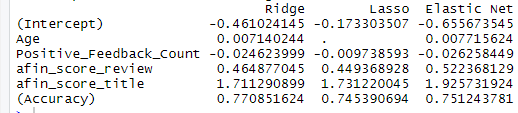 Ridge Lasso Elastic Net
(Intercept) -0.461024145 -0.173303507 -0.655673545
Age 0.007140244 . 0.007715624
Positive_Feedback_Count -0.024623999 -0.009738593 -0.026258449
afin_score_review 0.464877045 0.449368928 0.522368129
afin_score_title 1.711290899 1.731220045 1.925731924
(Accuracy) 0.770851624 0.745390694 0.751243781